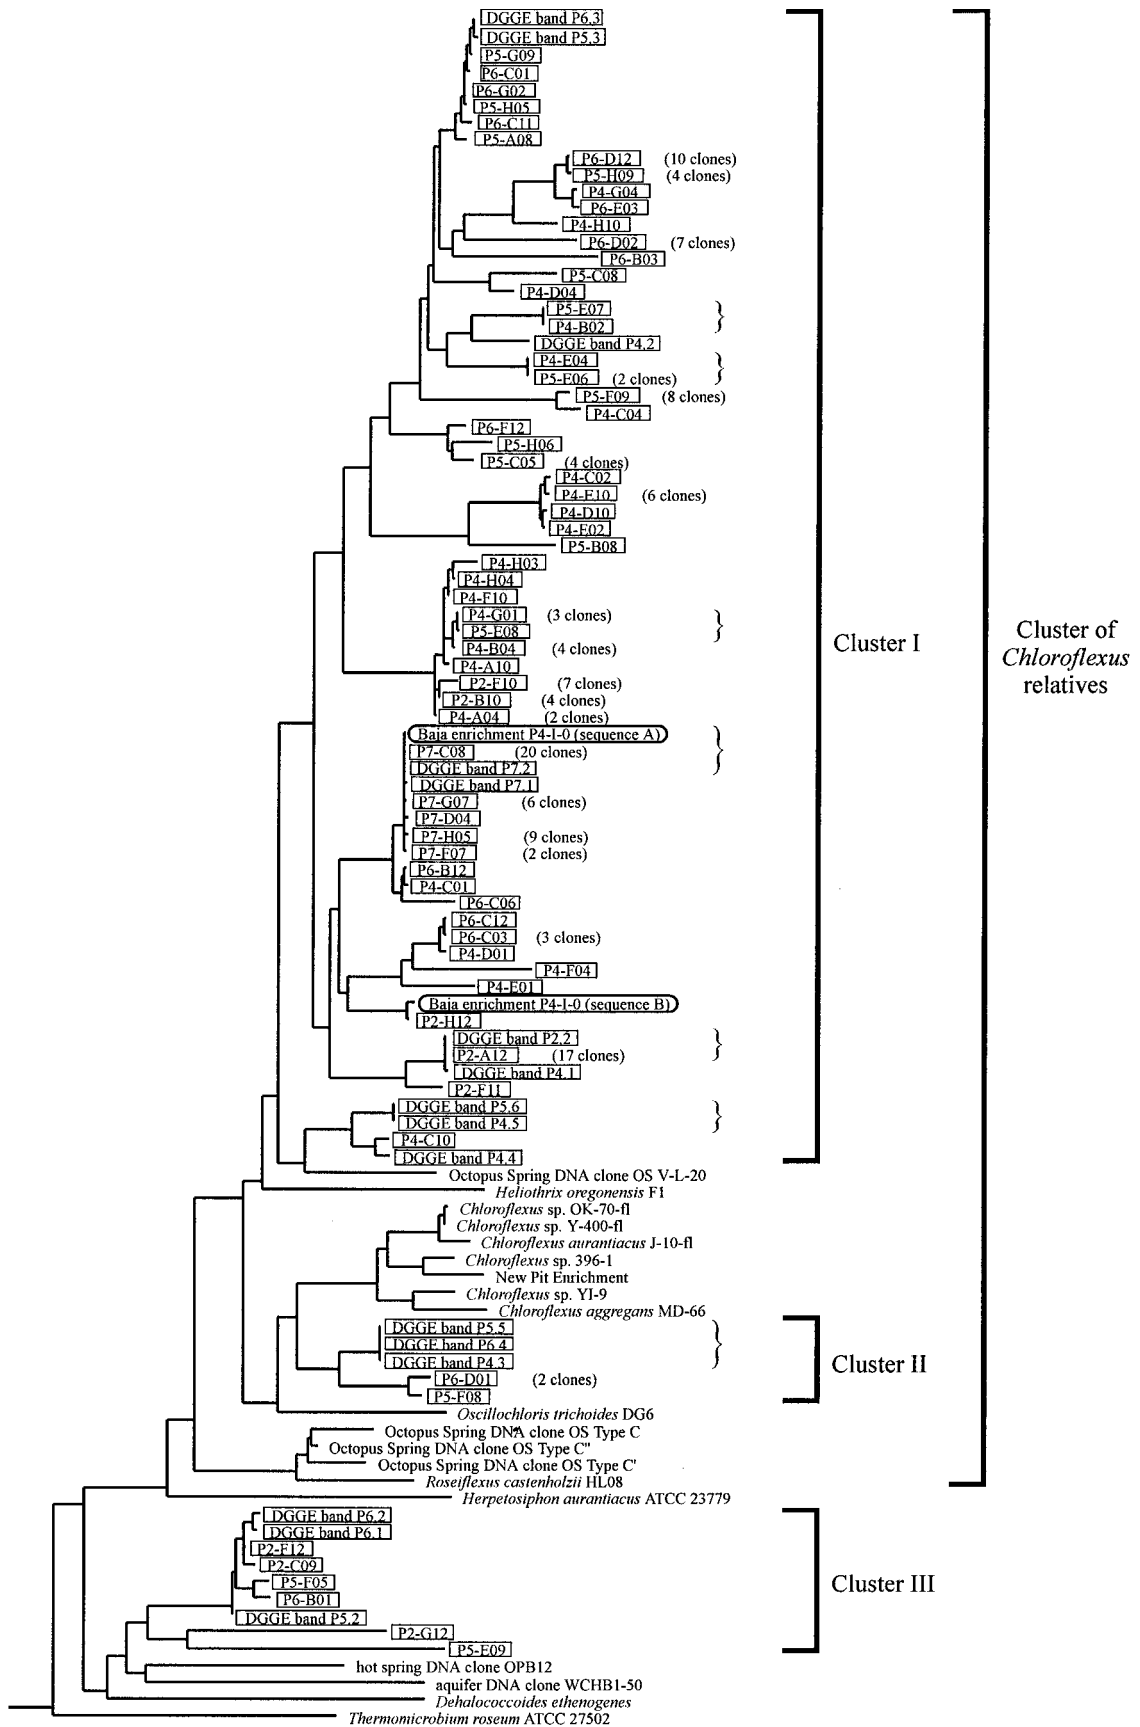 DGGE band P6.3
DGGE band P5.3
P5-G09
P6-C01
P6-G02
P5-H05
P6-C11
P5-A08
P6-D12 (10 clones)
P5-H09 (4 clones)
P4-G04
P6-E03
P4-H10
P6-D02 (7 clones)
P6-B03
P5-C08
P4-D04
P5-E07
P4-B02
}
DGGE band P4.2
P4-E04
P5-E06 (2 clones)
}
P5-F09 (8 clones)
P4-C04
P6-F12
P5-H06
P5-C05 (4 clones)
P4-C02
P4-E10 (6 clones)
P4-D10
P4-E02
P5-B08
P4-H03
P4-H04
P4-F10
P4-G01 (3 clones)
P5-E08
}
P4-B04 (4 clones)
P4-A10
P2-F10 (7 clones)
P2-B10 (4 clones)
P4-A04 (2 clones)
Cluster I
Cluster of
Chloroflexus
relatives
Baja enrichment P4-I-0 (sequence A)
P7-C08 (20 clones)
DGGE band P7.2
}
DGGE band P7.1
P7-G07 (6 clones)
P7-D04
P7-H05 (9 clones)
P7-F07 (2 clones)
P6-B12
P4-C01
P6-C06
P6-C12
P6-C03 (3 clones)
P4-D01
P4-F04
P4-E01
Baja enrichment P4-I-0 (sequence B)
P2-H12
DGGE band P2.2
P2-A12 (17 clones)
}
DGGE band P4.1
P2-F11
DGGE band P5.6
DGGE band P4.5
}
P4-C10
DGGE band P4.4
Octopus Spring DNA clone OS V-L-20
Heliothrix oregonensis F1
Chloroflexus sp. OK-70-fl
Chloroflexus sp. Y-400-fl
Chloroflexus aurantiacus J-10-fl
Chloroflexus sp. 396-1
New Pit Enrichment
Chloroflexus sp. YI-9
Chloroflexus aggregans MD-66
DGGE band P5.5
DGGE band P6.4
DGGE band P4.3
}
P6-D01 (2 clones)
P5-F08
Cluster II
Oscillochloris trichoides DG6
Octopus Spring DNA clone OS Type C
Octopus Spring DNA clone OS Type C"
Octopus Spring DNA clone OS Type C'
Roseiflexus castenholzii HL08
Herpetosiphon aurantiacus ATCC 23779
DGGE band P6.2
DGGE band P6.1
P2-F12
P2-C09
P5-F05
P6-B01
DGGE band P5.2
P2-G12
P5-E09
Cluster III
hot spring DNA clone OPB12
aquifer DNA clone WCHB1-50
Dehalococcoides ethenogenes
Thermomicrobium roseum ATCC 27502